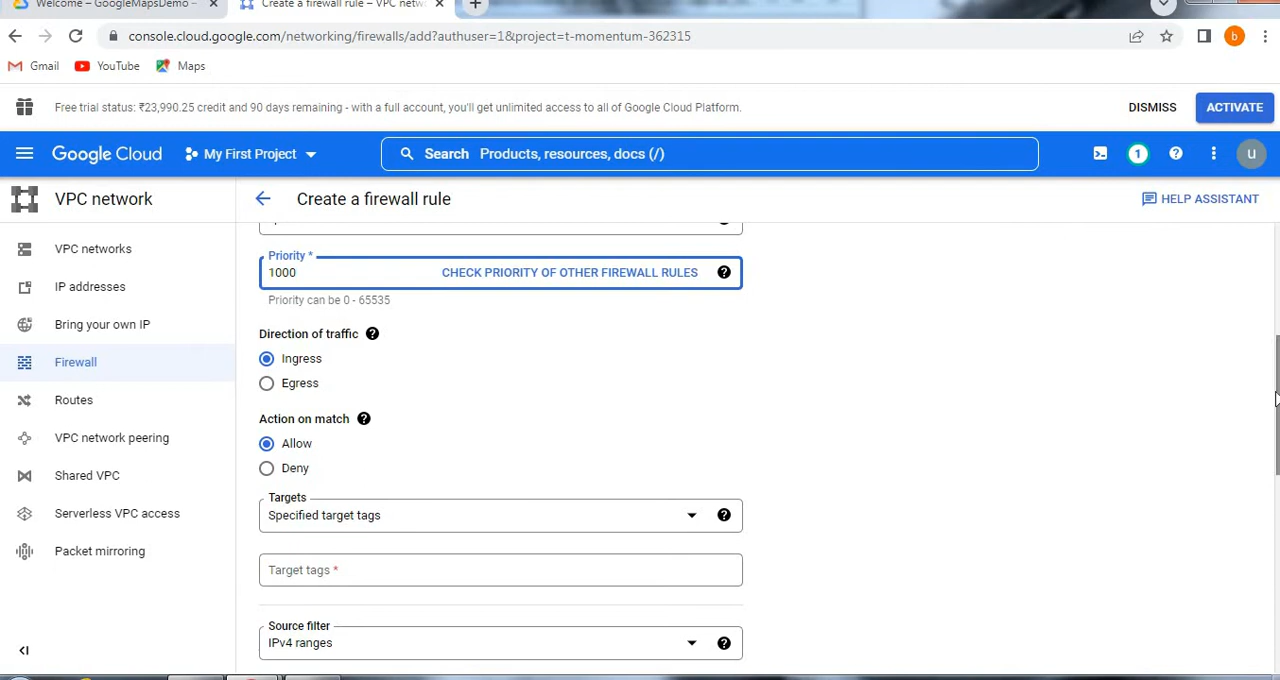 Welcome – GoogleMapsDemo –
Create a firewall rule – VPC netw
console.cloud.google.com/networking/firewalls/add?authuser=1&project=t-momentum-362315
b
Gmail
YouTube
Maps
Free trial status: ₹23,990.25 credit and 90 days remaining - with a full account, you'll get unlimited access to all of Google Cloud Platform.
DISMISS
ACTIVATE
Google Cloud
My First Project
Search Products, resources, docs (/)
1
u
VPC network
Create a firewall rule
HELP ASSISTANT
VPC networks
IP addresses
Bring your own IP
Firewall
Routes
VPC network peering
Shared VPC
Serverless VPC access
Packet mirroring
Priority *
1000
CHECK PRIORITY OF OTHER FIREWALL RULES
Priority can be 0 - 65535
Direction of traffic
Ingress
Egress
Action on match
Allow
Deny
Targets
Specified target tags
Target tags *
Source filter
IPv4 ranges